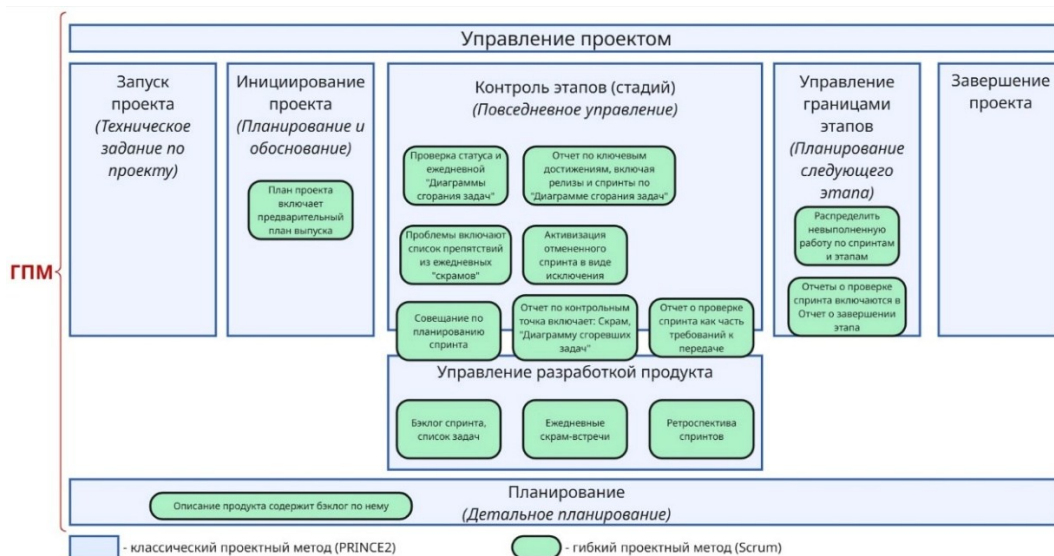 Управление проектом
Запуск
проекта
(Техническое
задание по
проекту)
Инициирование
проекта
(Планирование и
обоснование)
План проекта
включает
предварительный
план выпуска
Контроль этапов (стадий)
(Повседневное управление)
Проверка статуса и
ежедневной
"Диаграммы
сгорания задач"
Отчет по ключевым
достижениям, включая
релизы и спринты по
"Диаграмме сгорания задач"
Проблемы включают
список препятствий
из ежедневных
"скрамов"
Активизация
отмененного
спринта в виде
исключения
Совещание по
планированию
спринта
Отчет по контрольным
точка включает: Скрам,
"Диаграмму сгоревших
задач"
Отчет о проверке
спринта как часть
требований к
передаче
Управление
границами
этапов
(Планирование
следующего
этапа)
Распределить
невыполненную
работу по спринтам
и этапам
Отчеты о проверке
спринта включаются в
Отчет о завершении
этапа
Завершение
проекта
ГПМ
Управление разработкой продукта
Бэклог спринта,
список задач
Ежедневные
скрам-встречи
Ретроспектива
спринтов
Планирование
(Детальное планирование)
Описание продукта содержит бэклог по нему
- классический проектный метод (PRINCE2)
- гибкий проектный метод (Scrum)